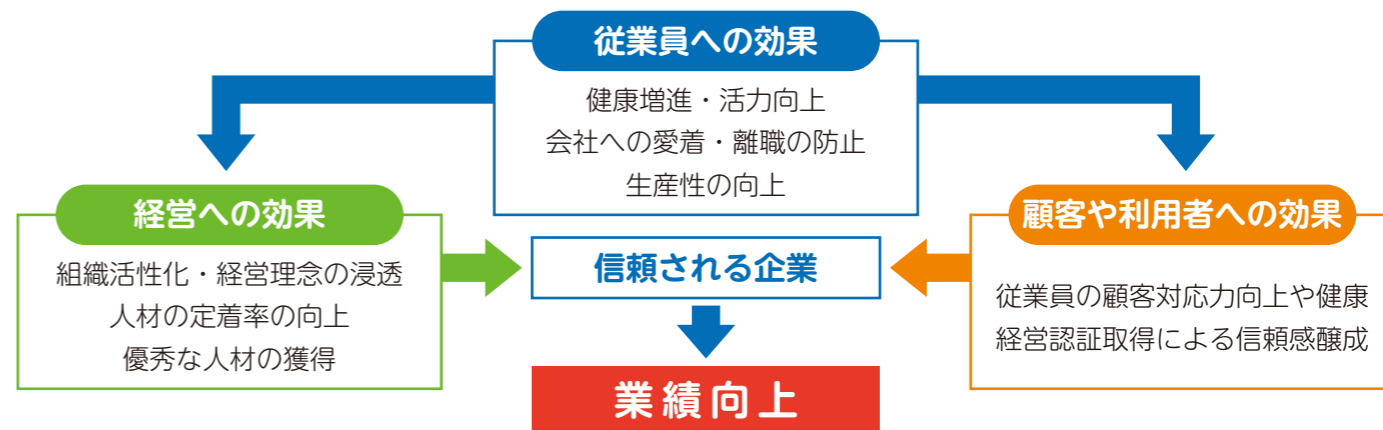 従業員への効果
健康増進・活力向上
会社への愛着・離職の防止
生産性の向上
経営への効果
組織活性化・経営理念の浸透
人材の定着率の向上
優秀な人材の獲得
顧客や利用者への効果
従業員の顧客対応力向上や健康
経営認証取得による信頼感醸成
信頼される企業
業績向上